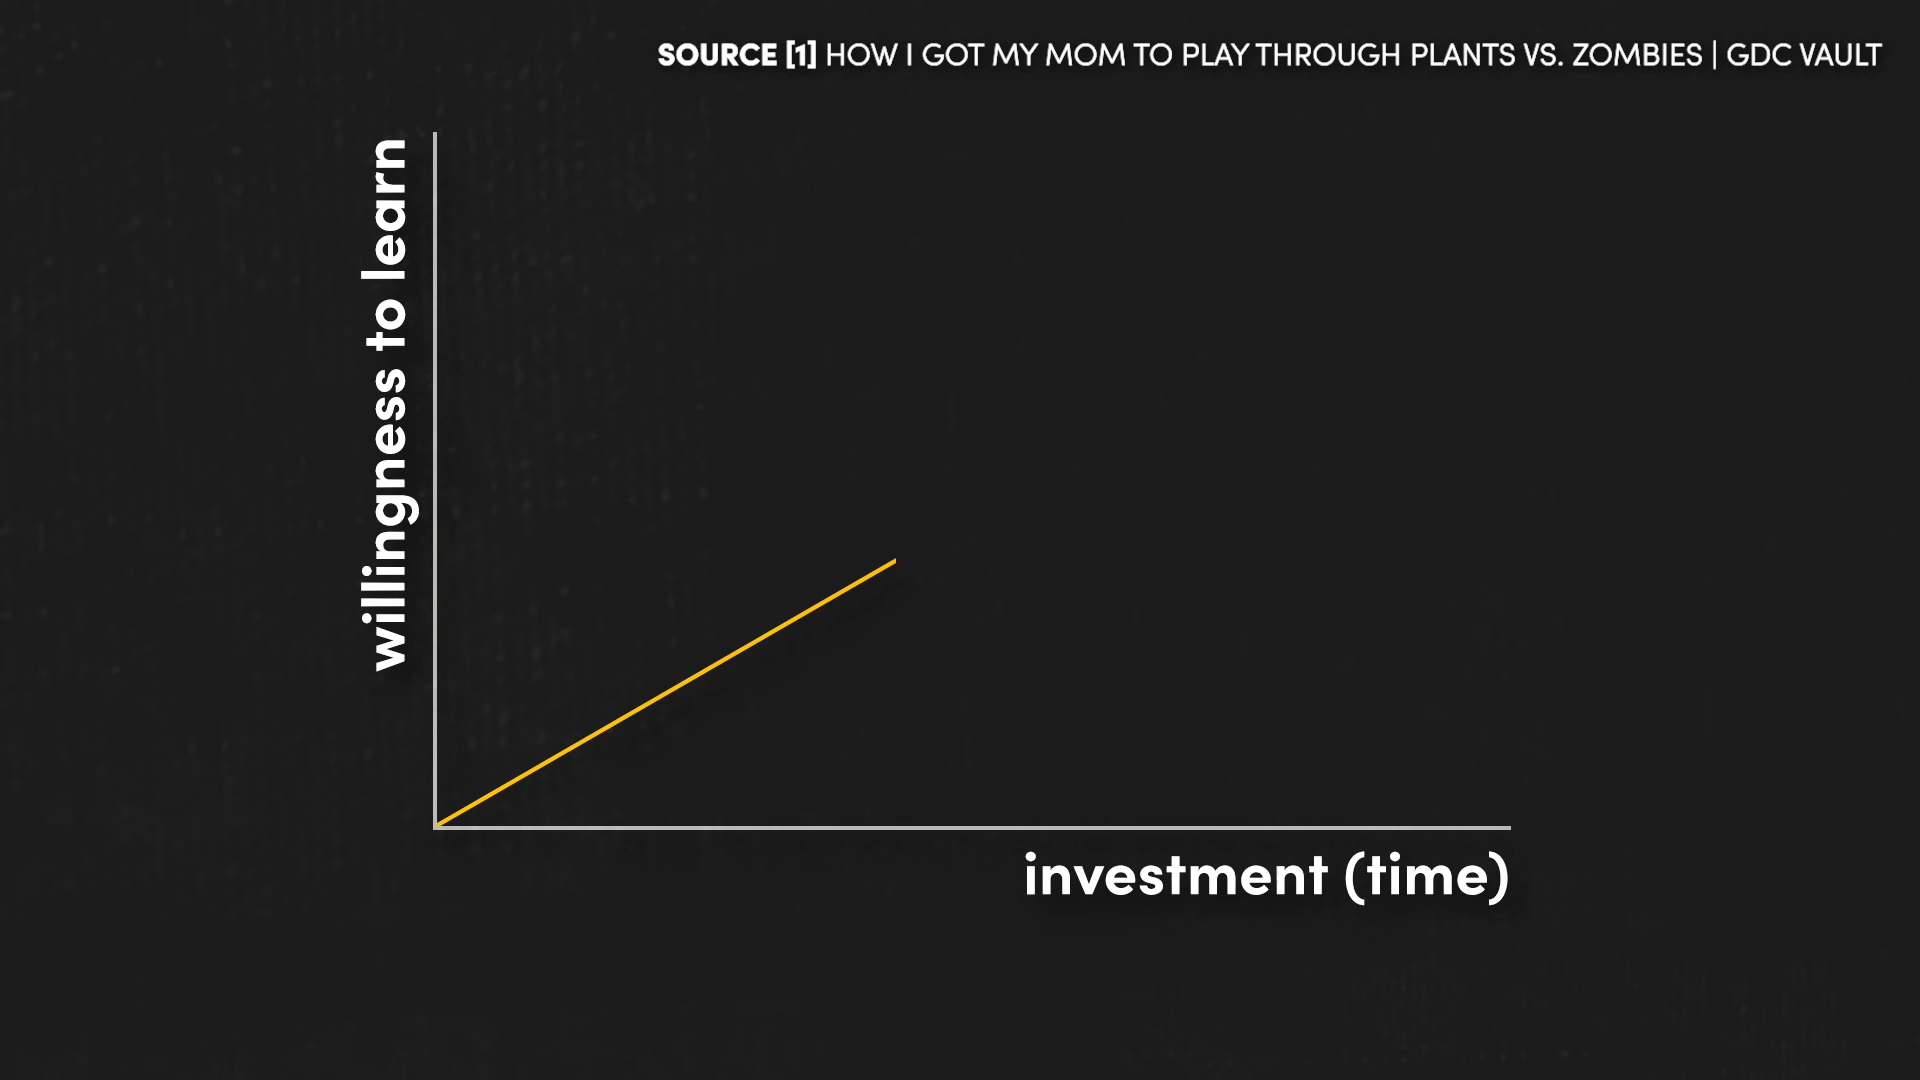 SOURCE [1] HOW I GOT MY MOM TO PLAY THROUGH PLANTS VS. ZOMBIES | GDC VAULT
willingness to learn
investment (time)